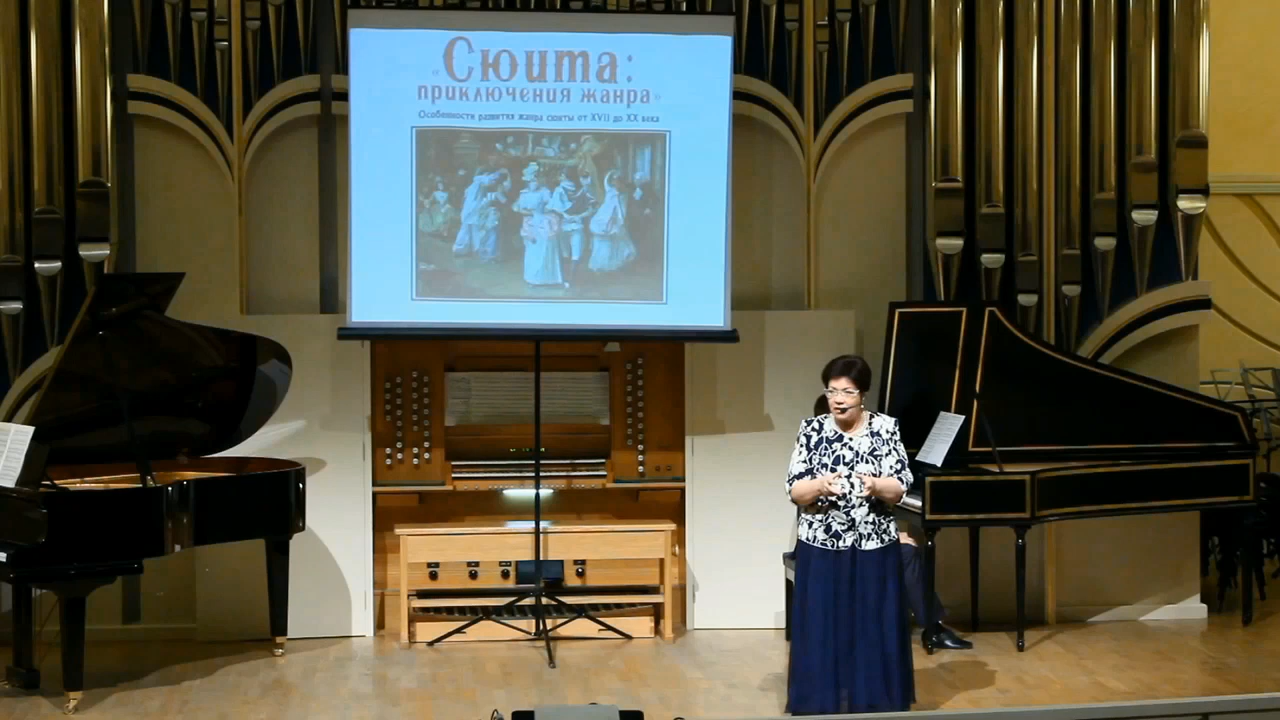 «Сюита:
приключения жанра»
Особенности развития жанра сюиты от XVII до XX века